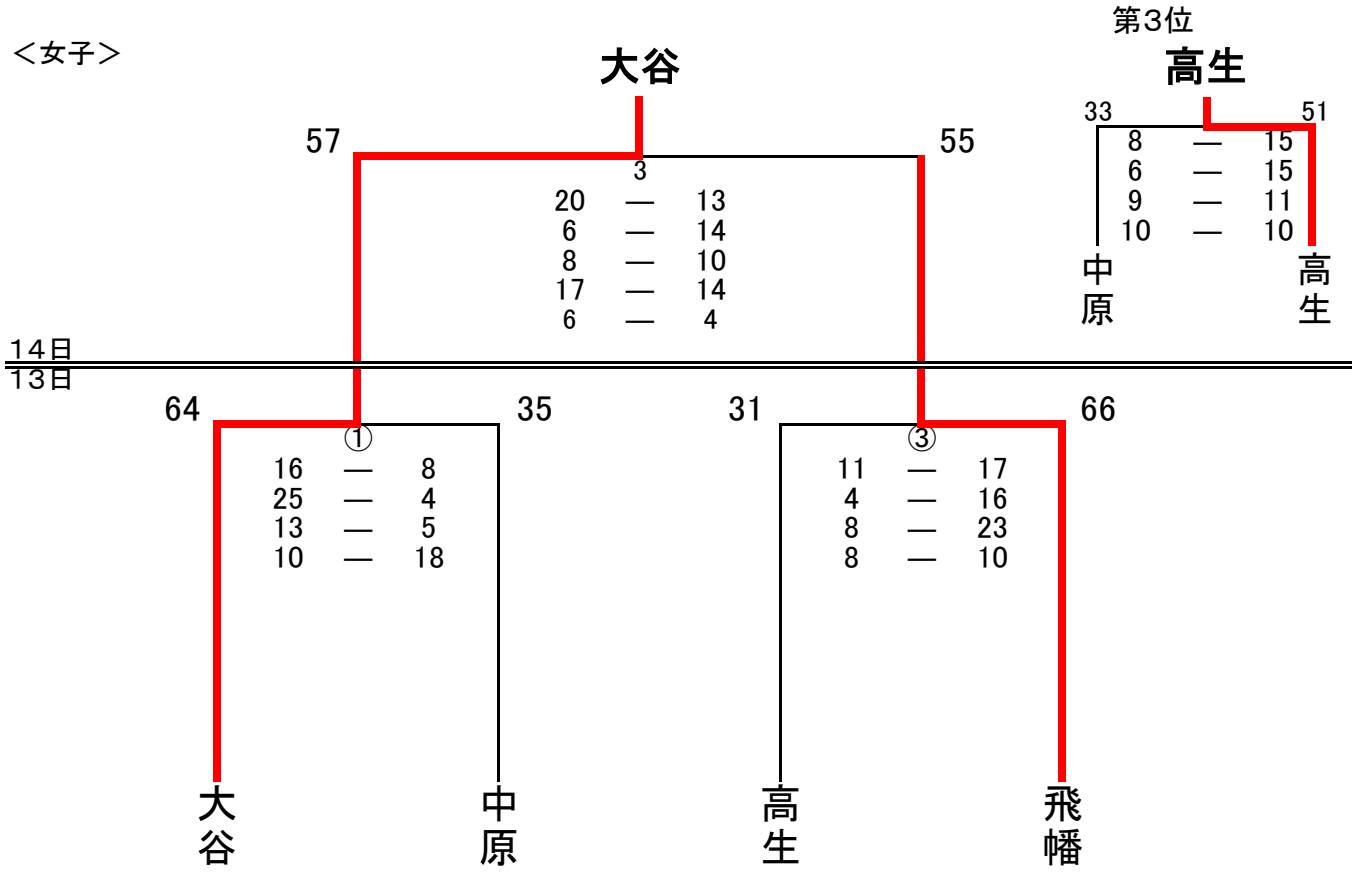 第3位
＜女子＞
大谷
高生
57
55
33
51
3
20 ― 13
6 ― 14
8 ― 10
17 ― 14
6 ― 4
8 ― 15
6 ― 15
9 ― 11
10 ― 10
中原
高生
14日
13日
64
35
31
66
①
16 ― 8
25 ― 4
13 ― 5
10 ― 18
③
11 ― 17
4 ― 16
8 ― 23
8 ― 10
大谷
中原
高生
飛幡